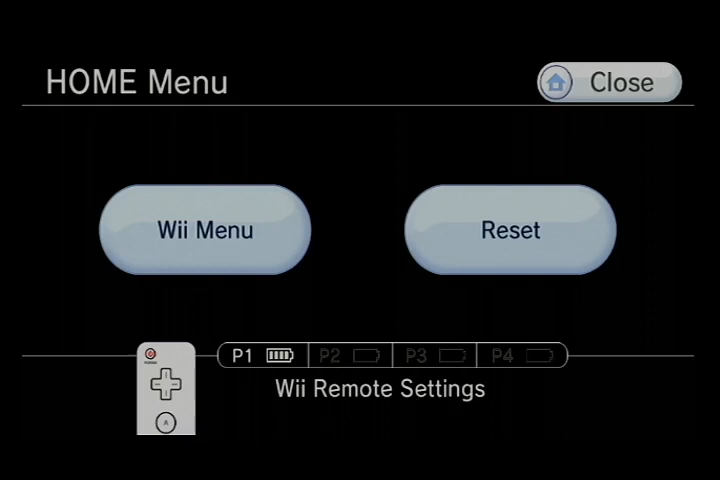 HOME Menu
Close
Wii Menu
Reset
P1
P2
P3
P4
Wii Remote Settings
A